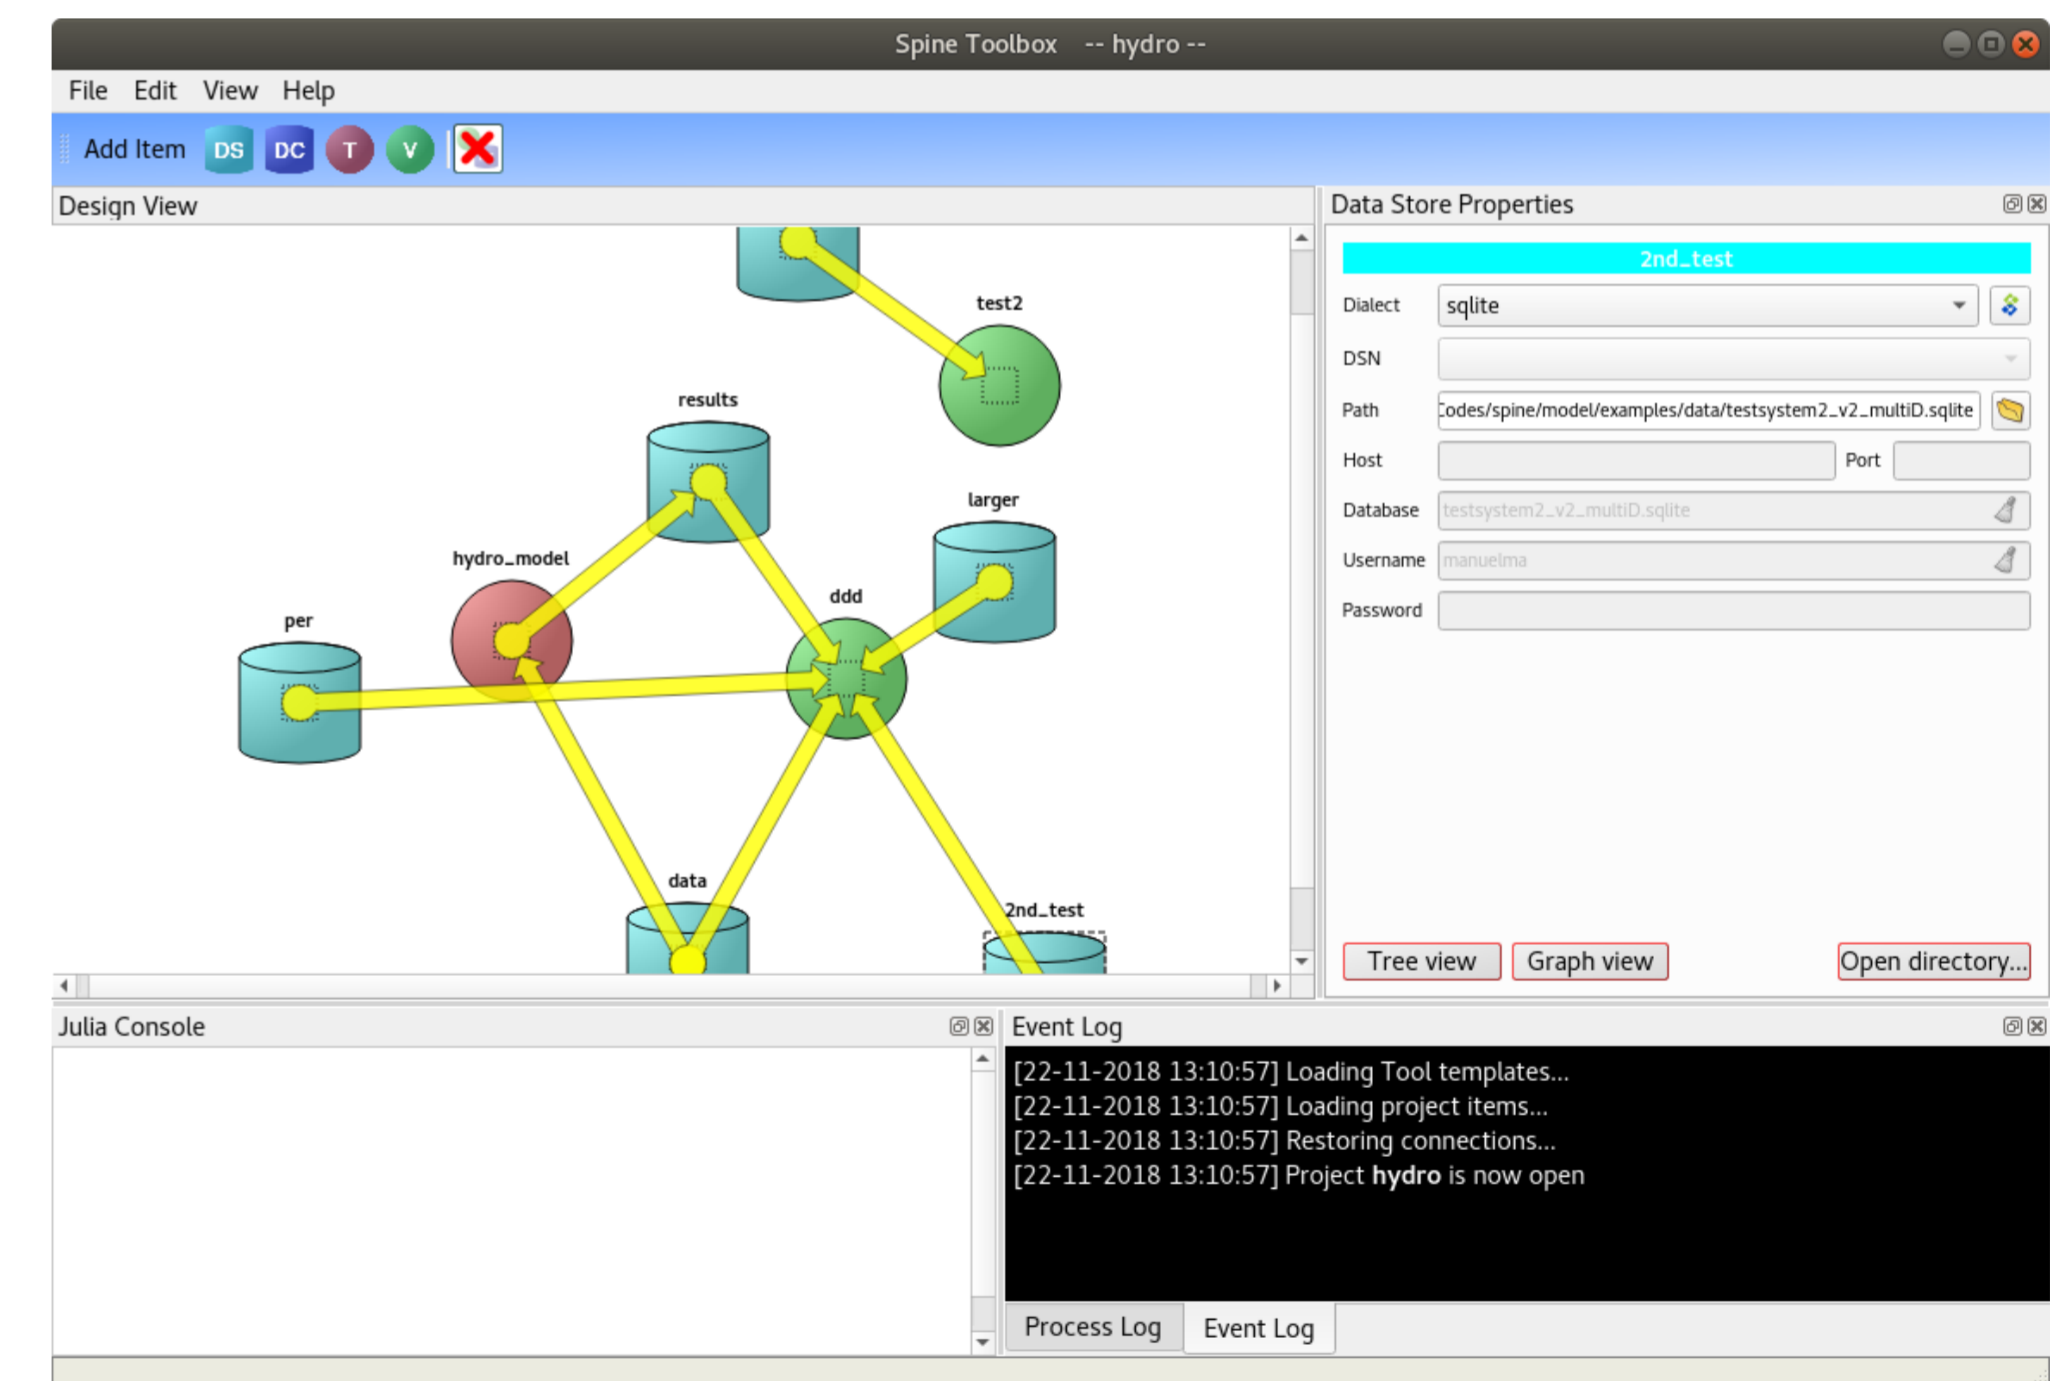 Spine Toolbox -- hydro --
File Edit View Help
Add Item DS DC T V
Design View
test2
results
larger
hydro_model
ddd
per
data
2nd_test
Data Store Properties
2nd_test
Dialect sqlite
DSN
Path Codes/spine/model/examples/data/testsystem2_v2_multiD.sqlite
Host Port
Database testsystem2_v2_multiD.sqlite
Username manuelma
Password
Tree view Graph view Open directory...
Julia Console
Event Log
[22-11-2018 13:10:57] Loading Tool templates...
[22-11-2018 13:10:57] Loading project items...
[22-11-2018 13:10:57] Restoring connections...
[22-11-2018 13:10:57] Project hydro is now open
Process Log Event Log